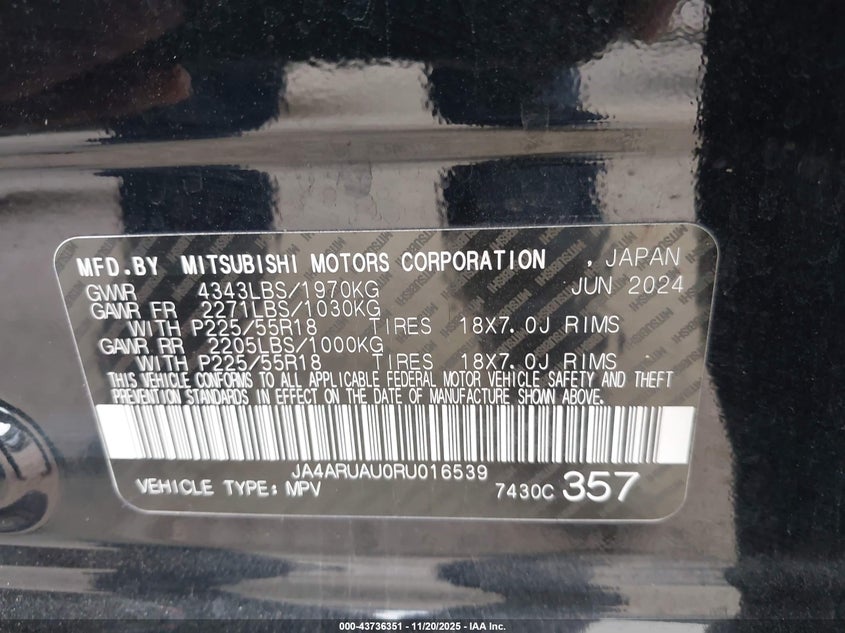 MFD.BY MITSUBISHI MOTORS CORPORATION , JAPAN
GVWR 4343LBS/1970KG JUN 2024
GAWR FR 2271LBS/1030KG
WITH P225/55R18 TIRES 18X7.0J RIMS
GAWR RR 2205LBS/1000KG
WITH P225/55R18 TIRES 18X7.0J RIMS
THIS VEHICLE CONFORMS TO ALL APPLICABLE FEDERAL MOTOR VEHICLE SAFETY AND THEFT
PREVENTION STANDARDS IN EFFECT ON THE DATE OF MANUFACTURE SHOWN ABOVE.
JA4ARUAU0RU016539
VEHICLE TYPE: MPV 7430C 357
000-43736351 - 11/20/2025 - IAA Inc.